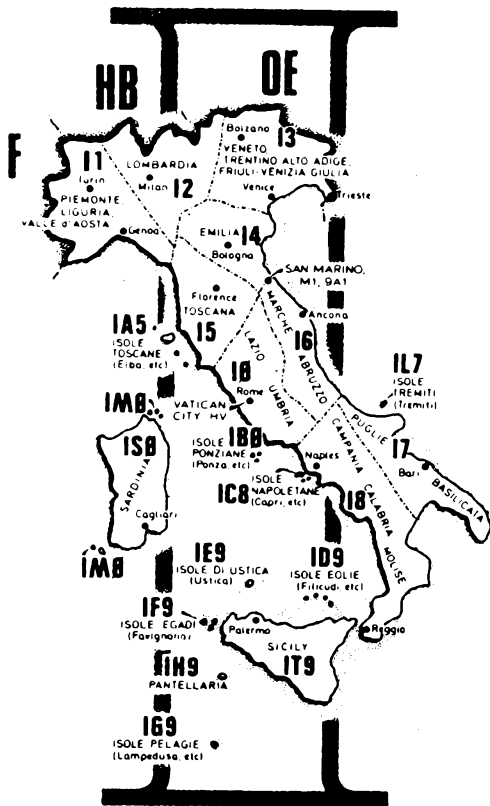 HB
OE
F
I1
Turin
PIEMONTE,
LIGURIA,
VALLE d'AOSTA
Genoa
LOMBARDIA
Milan
I2
Bolzano
I3
VENETO,
TRENTINO ALTO ADIGE,
FRIULI-VENIZIA GIULIA
Venice
Trieste
EMILIA
I4
Bologna
SAN MARINO,
M1, 9A1
Florence
TOSCANA
I5
MARCHE
Ancona
I6
ABRUZZO
IA5
ISOLE
TOSCANE
(Elba, etc)
LAZIO
I0
Rome
UMBRIA
IL7
ISOLE
TREMITI
(Tremiti)
VATICAN
CITY HV
IM0
IS0
SARDINIA
Cagliari
IM0
IB0
ISOLE
PONZIANE
(Ponza, etc)
Naples
IC8
ISOLE
NAPOLETANE
(Capri, etc)
PUGLIE
I7
Bari
BASILICATA
CAMPANIA
I8
CALABRIA
MOLISE
IE9
ISOLE DI USTICA
(Ustica)
ID9
ISOLE EOLIE
(Filicudi, etc)
IF9
ISOLE EGADI
(Favignana)
Palermo
Reggio
SICILY
IT9
IH9
PANTELLARIA
IG9
ISOLE PELAGIE
(Lampedusa, etc)